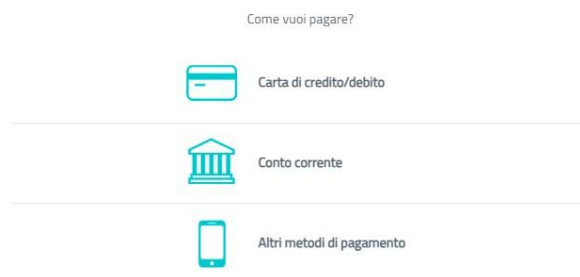 Come vuoi pagare?
Carta di credito/debito
Conto corrente
Altri metodi di pagamento